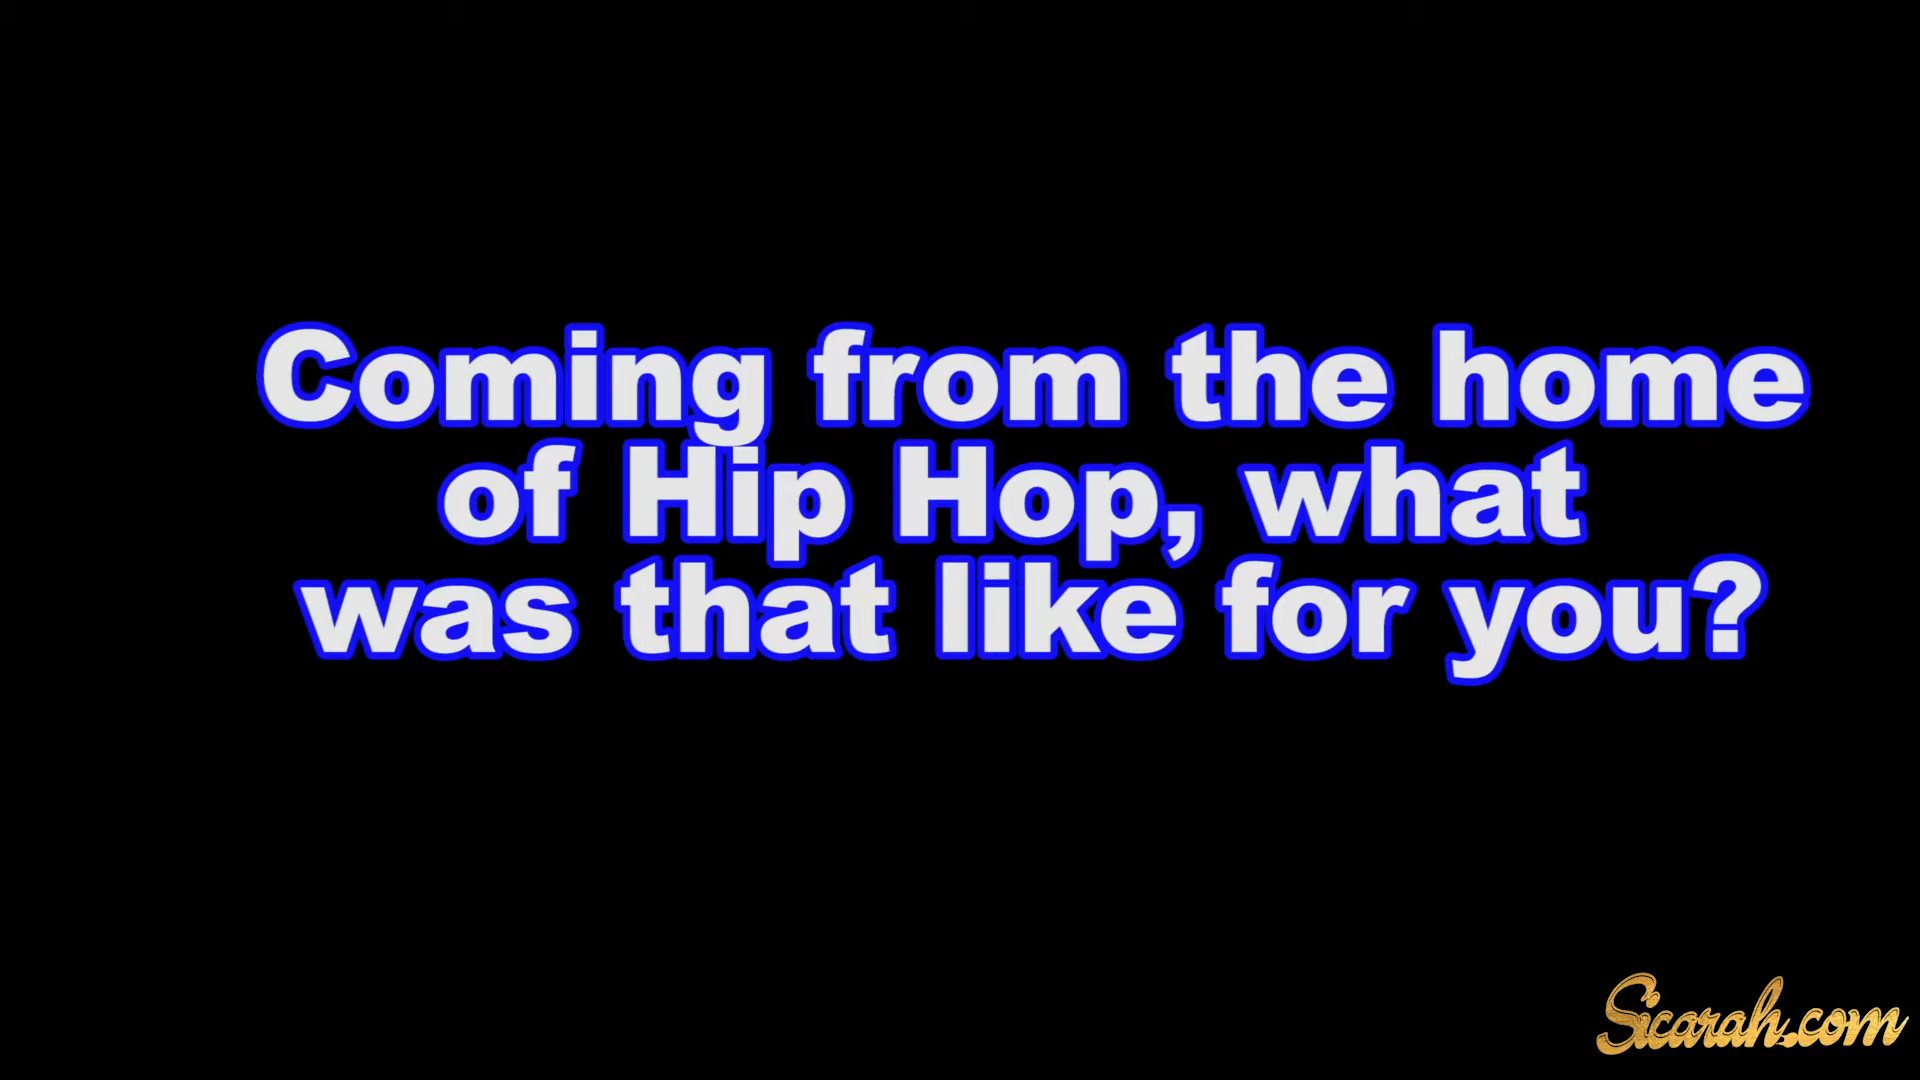 Coming from the home
of Hip Hop, what
was that like for you?
Sicarah.com